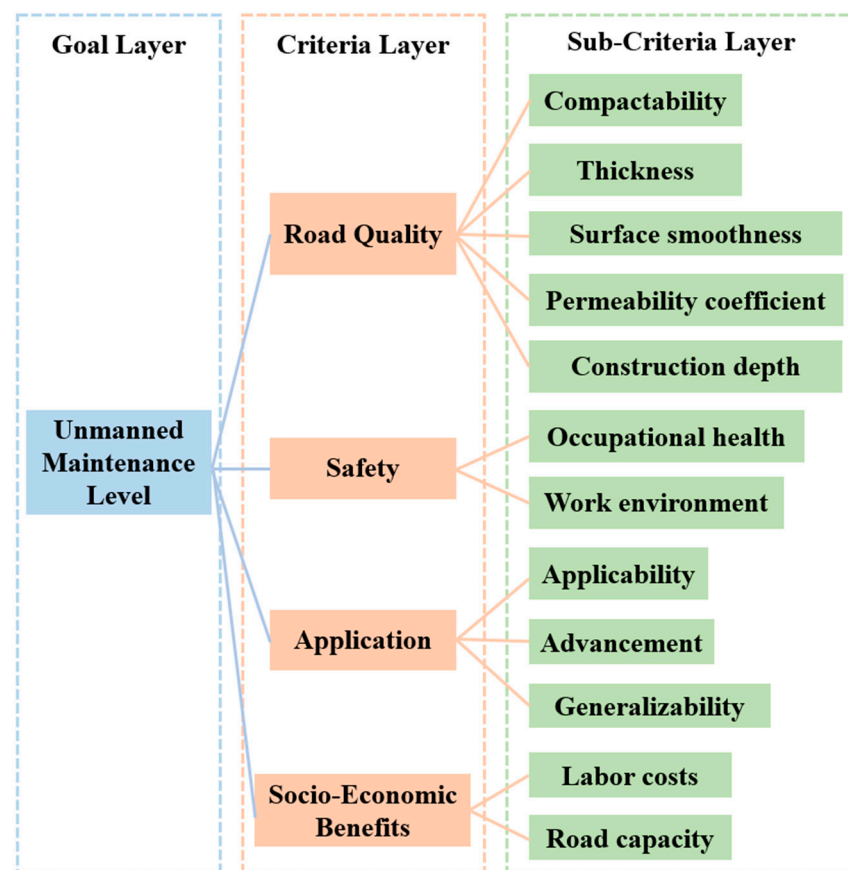 Goal Layer
Criteria Layer
Sub-Criteria Layer
Unmanned
Maintenance
Level
Road Quality
Safety
Application
Socio-Economic
Benefits
Compactability
Thickness
Surface smoothness
Permeability coefficient
Construction depth
Occupational health
Work environment
Applicability
Advancement
Generalizability
Labor costs
Road capacity